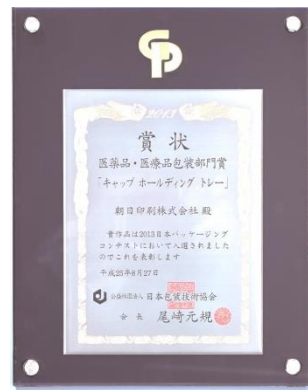 2013
賞状
医薬品・医療品包装部門賞
「キャップ ホールディング トレー」
朝日印刷株式会社 殿
貴作品は2013日本パッケージング
コンテストにおいて入選されました
のでこれを表彰します
平成25年8月27日
公益社団法人 日本包装技術協会
会長 尾崎元規